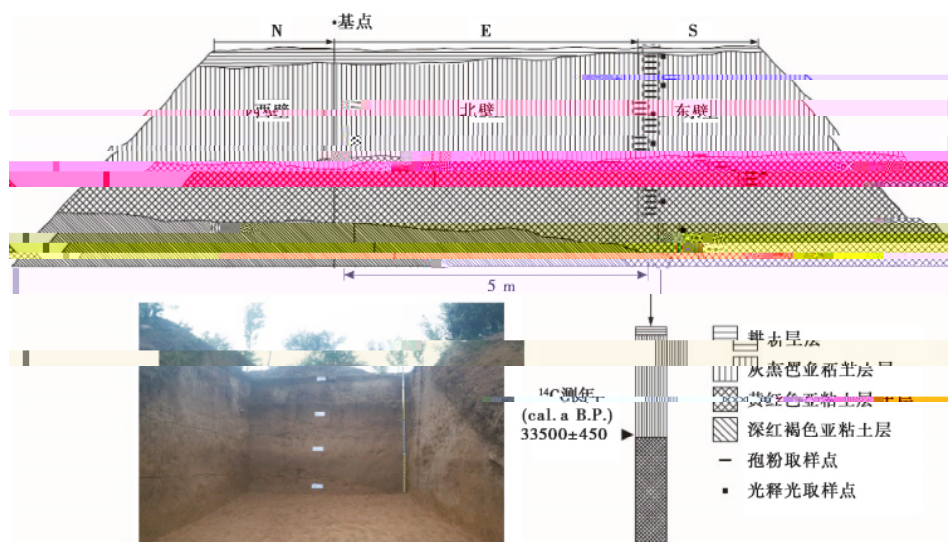 N
•基点
E
S
西壁
北壁
东壁
5 m
¹⁴C测年
(cal. a B.P.)
33500±450
耕土层
灰黑色亚粘土层
黄红色亚粘土层
深红褐色亚粘土层
孢粉取样点
光释光取样点